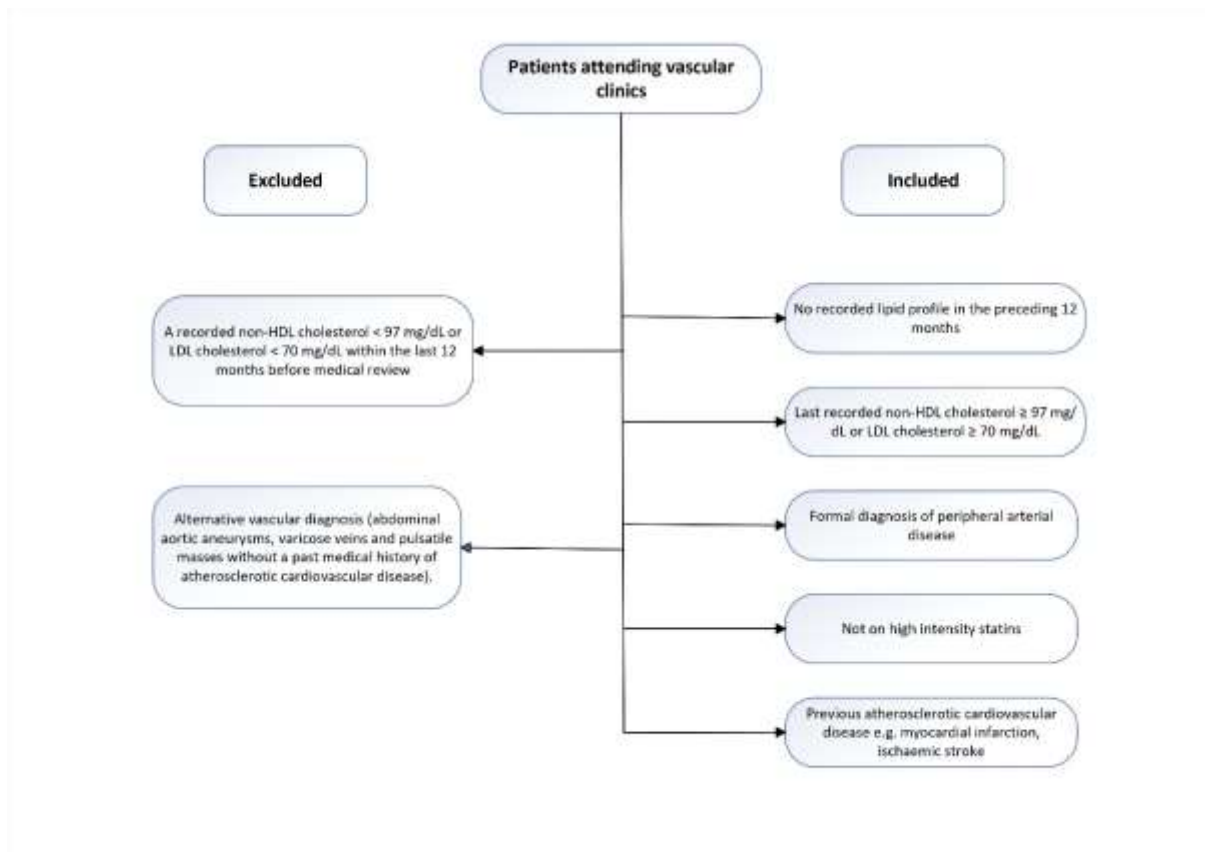 Patients attending vascular
clinics
Excluded
Included
A recorded non-HDL cholesterol < 97 mg/dL or
LDL cholesterol < 70 mg/dL within the last 12
months before medical review
Alternative vascular diagnosis (abdominal
aortic aneurysms, varicose veins and pulsatile
masses without a past medical history of
atherosclerotic cardiovascular disease).
No recorded lipid profile in the preceding 12
months
Last recorded non-HDL cholesterol ≥ 97 mg/
dL or LDL cholesterol ≥ 70 mg/dL
Formal diagnosis of peripheral arterial
disease
Not on high intensity statins
Previous atherosclerotic cardiovascular
disease e.g. myocardial infarction,
ischaemic stroke